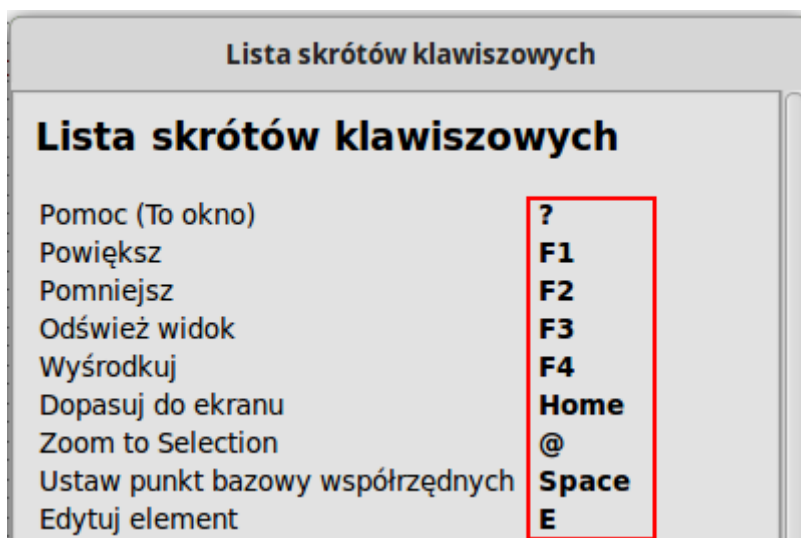 Lista skrótów klawiszowych
Lista skrótów klawiszowych
Pomoc (To okno) ?
Powiększ F1
Pomniejsz F2
Odśwież widok F3
Wyśrodkuj F4
Dopasuj do ekranu Home
Zoom to Selection @
Ustaw punkt bazowy współrzędnych Space
Edytuj element E